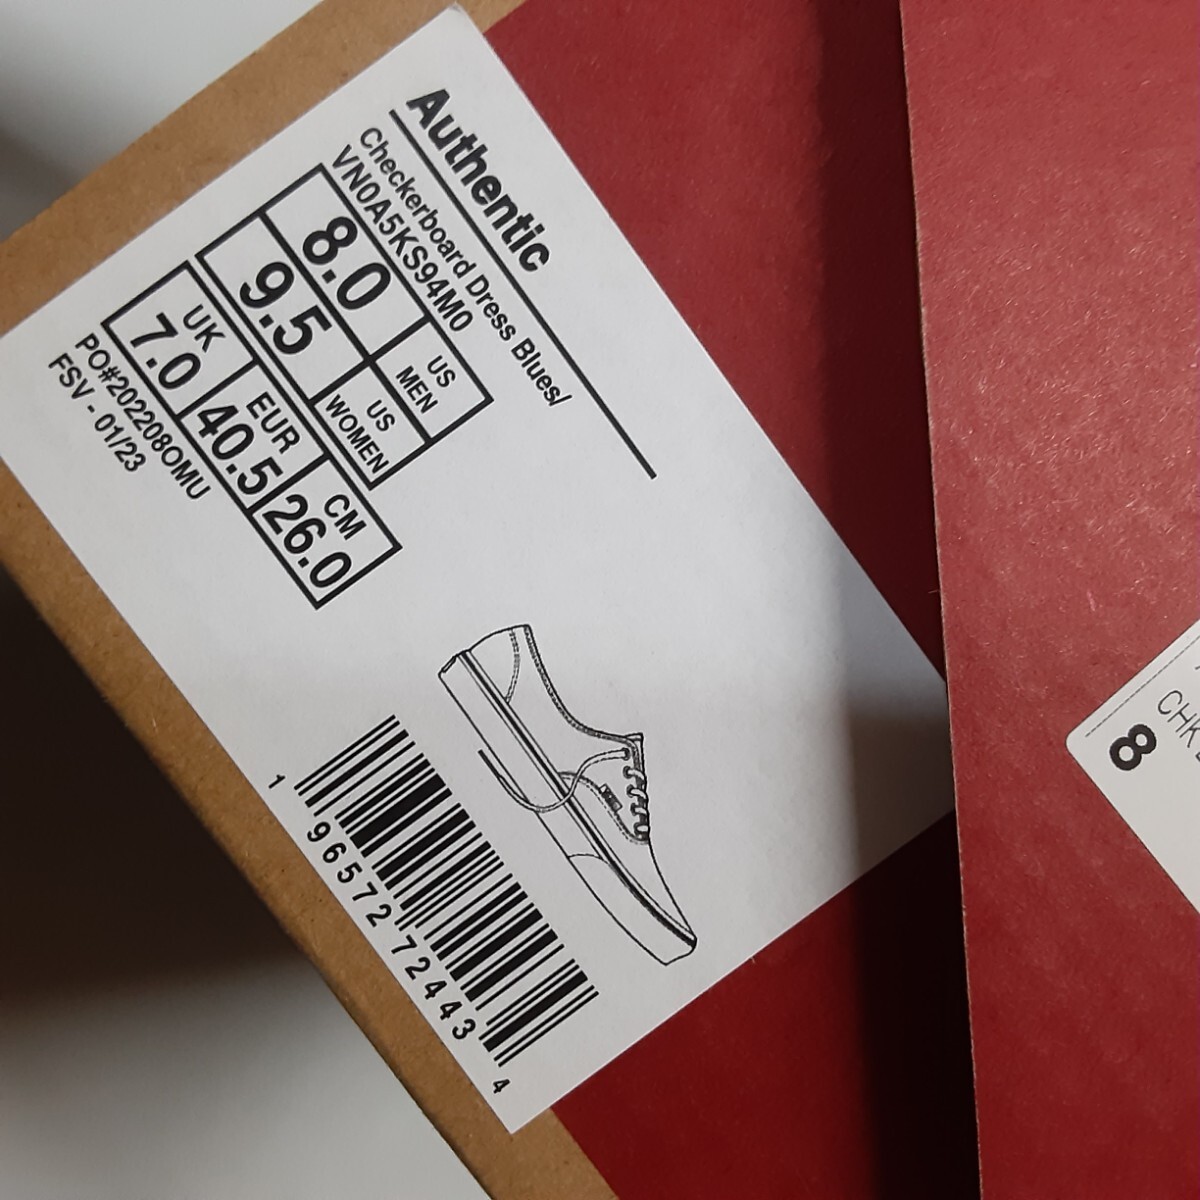 Authentic
Checkerboard Dress Blues/
VN0A5KS94M0
8.0 US MEN
9.5 US WOMEN
UK EUR CM
7.0 40.5 26.0
PO#202208OMU
FSV - 01/23
1 96572 72443 4
8